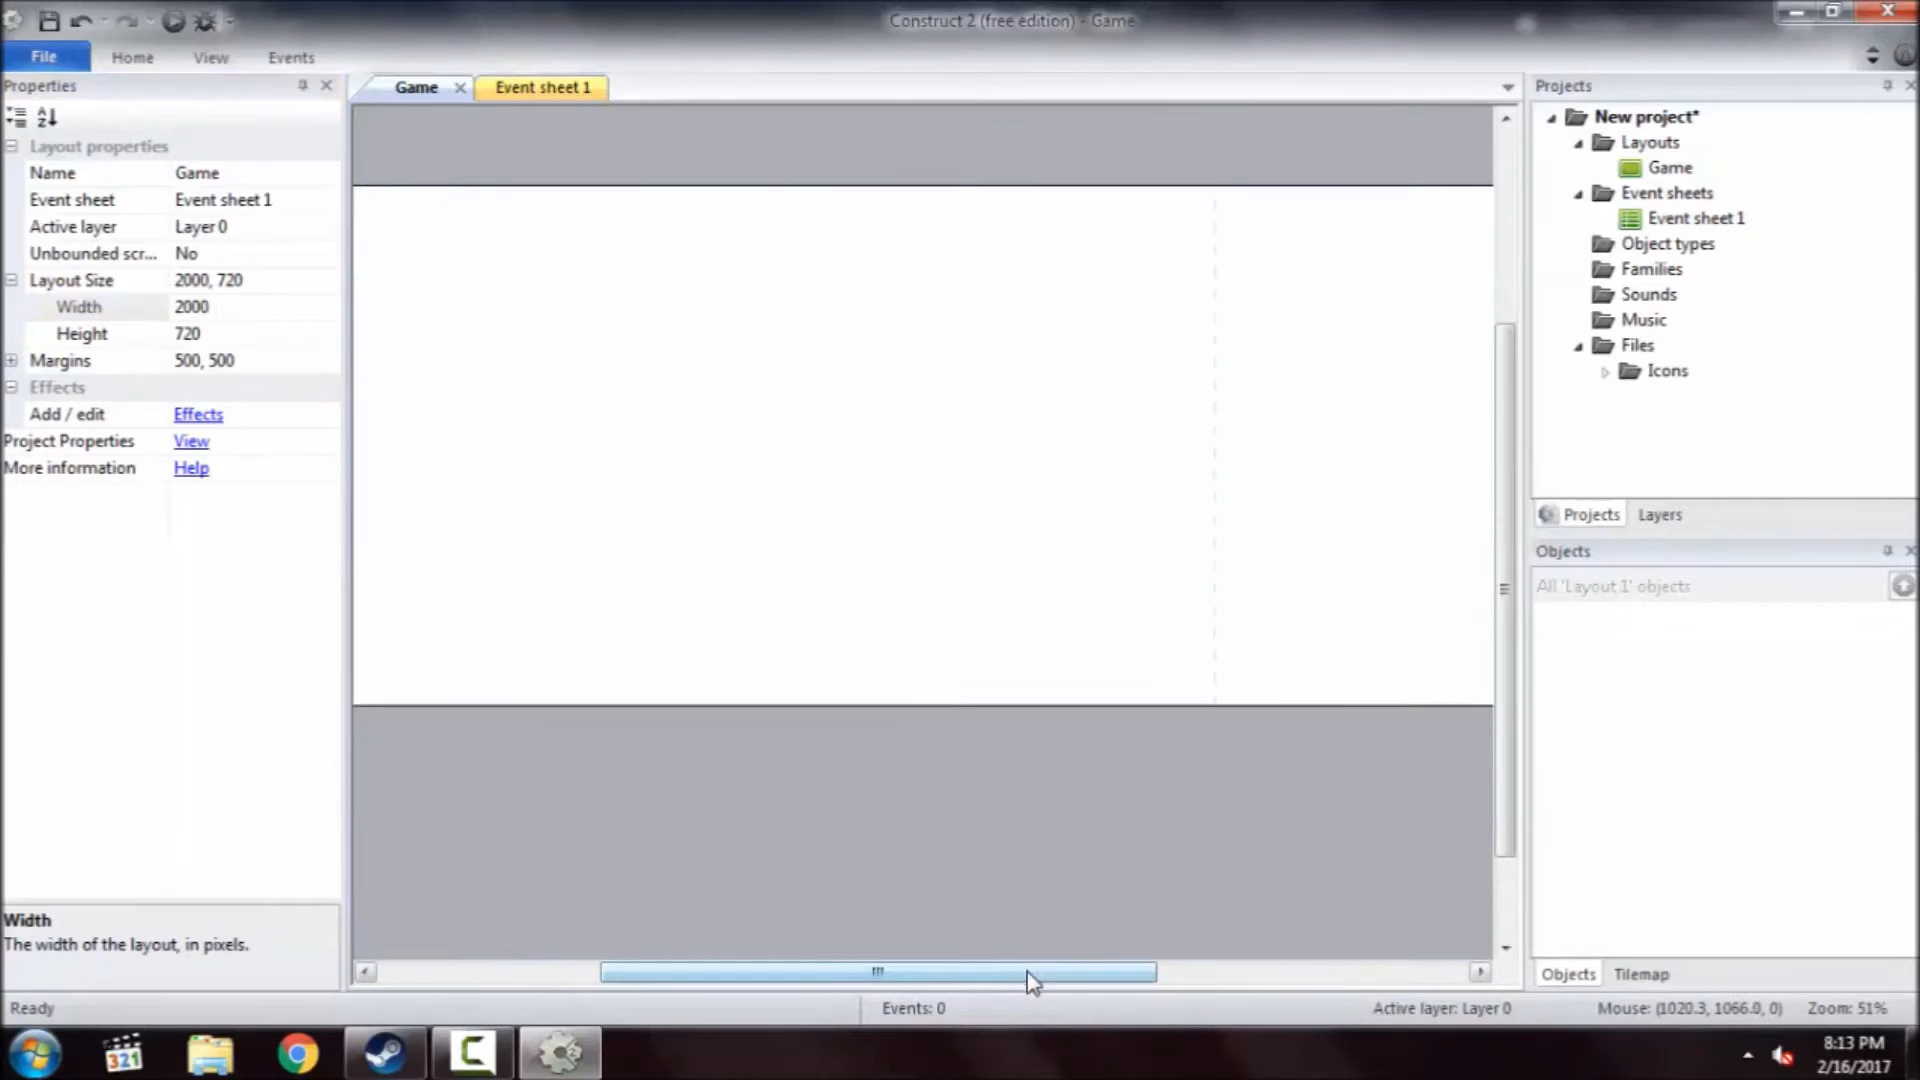 Construct 2 (free edition) - Game
File Home View Events
Properties
Game
Event sheet 1
Projects
A
Z
Layout properties
Name Game
Event sheet Event sheet 1
Active layer Layer 0
Unbounded scr... No
Layout Size 2000, 720
Width 2000
Height 720
Margins 500, 500
Effects
Add / edit Effects
Project Properties View
More information Help
New project*
Layouts
Game
Event sheets
Event sheet 1
Object types
Families
Sounds
Music
Files
Icons
Projects Layers
Objects
All 'Layout 1' objects
Width
The width of the layout, in pixels.
Objects Tilemap
Ready
Events: 0
Active layer: Layer 0
Mouse: (1020.3, 1066.0, 0)
Zoom: 51%
321
C
8:13 PM
2/16/2017